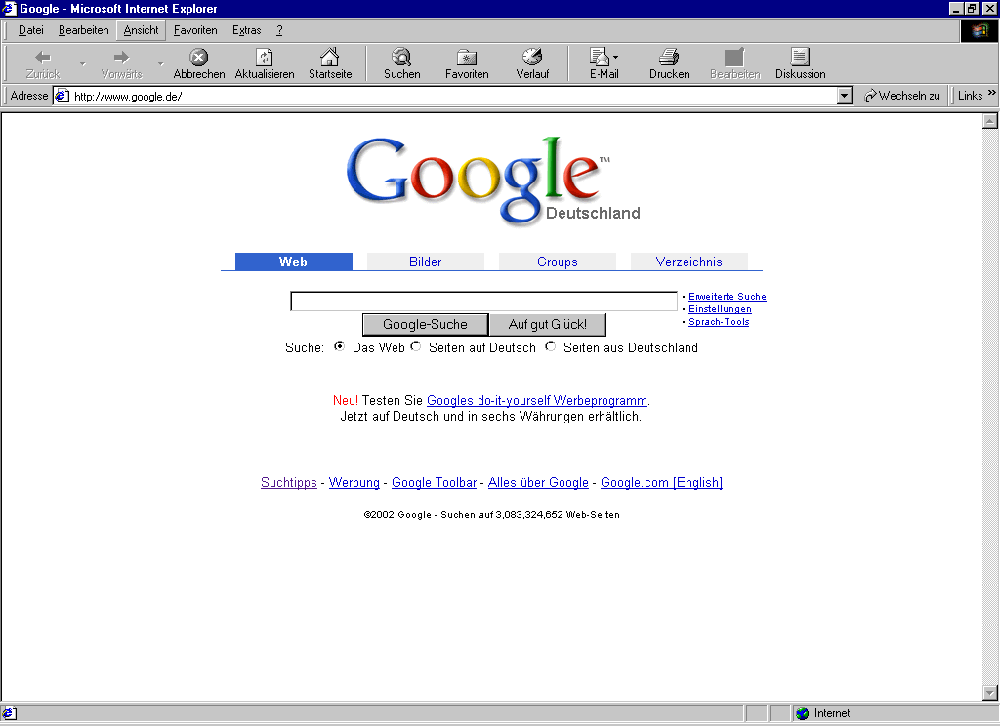 Google - Microsoft Internet Explorer
Datei Bearbeiten Ansicht Favoriten Extras ?
Zurück Vorwärts Abbrechen Aktualisieren Startseite Suchen Favoriten Verlauf E-Mail Drucken Bearbeiten Diskussion
Adresse http://www.google.de/ Wechseln zu Links »
Google™
Deutschland
Web Bilder Groups Verzeichnis
• Erweiterte Suche
• Einstellungen
• Sprach-Tools
Google-Suche Auf gut Glück!
Suche: Das Web Seiten auf Deutsch Seiten aus Deutschland
Neu! Testen Sie Googles do-it-yourself Werbeprogramm.
Jetzt auf Deutsch und in sechs Währungen erhältlich.
Suchtipps - Werbung - Google Toolbar - Alles über Google - Google.com [English]
©2002 Google - Suchen auf 3,083,324,652 Web-Seiten
Internet